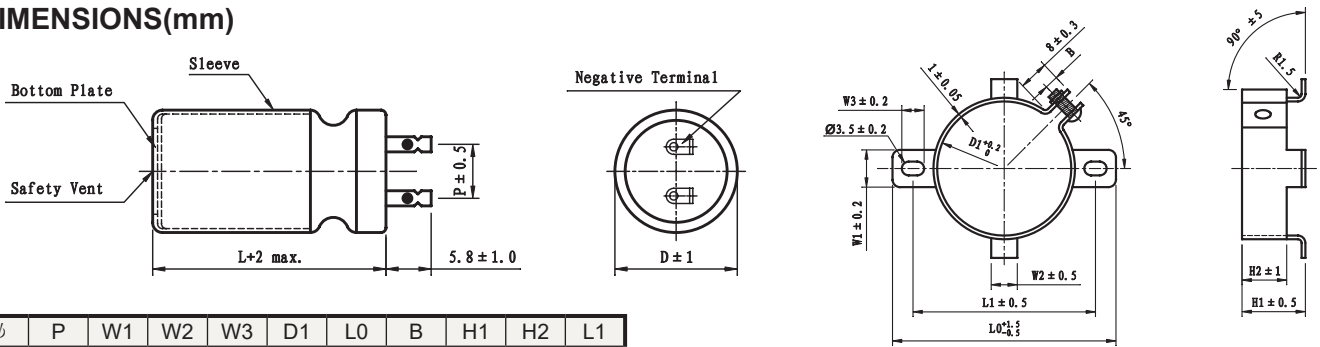 IMENSIONS(mm)
Sleeve
Bottom Plate
Safety Vent
L+2 max.
5.8±1.0
P±0.5
Negative Terminal
D±1
8±0.3
B
1±0.05
45°
W3±0.2
Ø3.5±0.2
D1+0.2 0
W1±0.2
W2±0.5
L1±0.5
L0+1.5 -0.5
90° ±5
R1.5
H2±1
H1±0.5
P W1 W2 W3 D1 L0 B H1 H2 L1